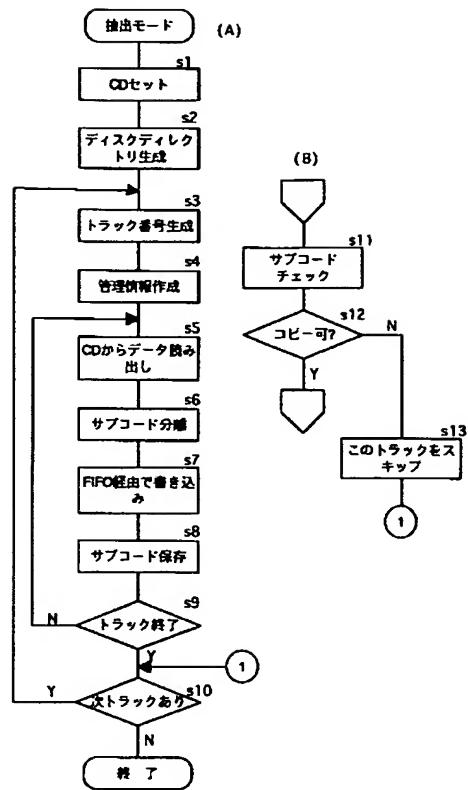 抽出モード
(A)
s1
CDセット
s2
ディスクディレク
トリ生成
s3
トラック番号生成
s4
管理情報作成
s5
CDからデータ読み
出し
s6
サブコード分離
s7
FIFO経由で書き込
み
s8
サブコード保存
s9
トラック終了
N
Y
1
s10
次トラックあり
Y
N
終 了
(B)
s11
サブコード
チェック
s12
コピー可?
N
Y
s13
このトラックをス
キップ
1